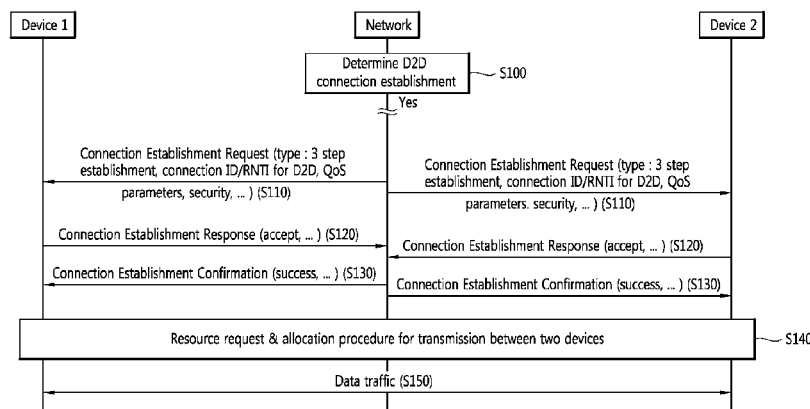 Device 1
Network
Device 2
Determine D2D
connection establishment
S100
Yes
Connection Establishment Request (type : 3 step
establishment, connection ID/RNTI for D2D, QoS
parameters, security, ... ) (S110)
Connection Establishment Request (type : 3 step
establishment, connection ID/RNTI for D2D, QoS
parameters. security, ... ) (S110)
Connection Establishment Response (accept, ... ) (S120)
Connection Establishment Response (accept, ... ) (S120)
Connection Establishment Confirmation (success, ... ) (S130)
Connection Establishment Confirmation (success, ... ) (S130)
Resource request & allocation procedure for transmission between two devices
S140
Data traffic (S150)